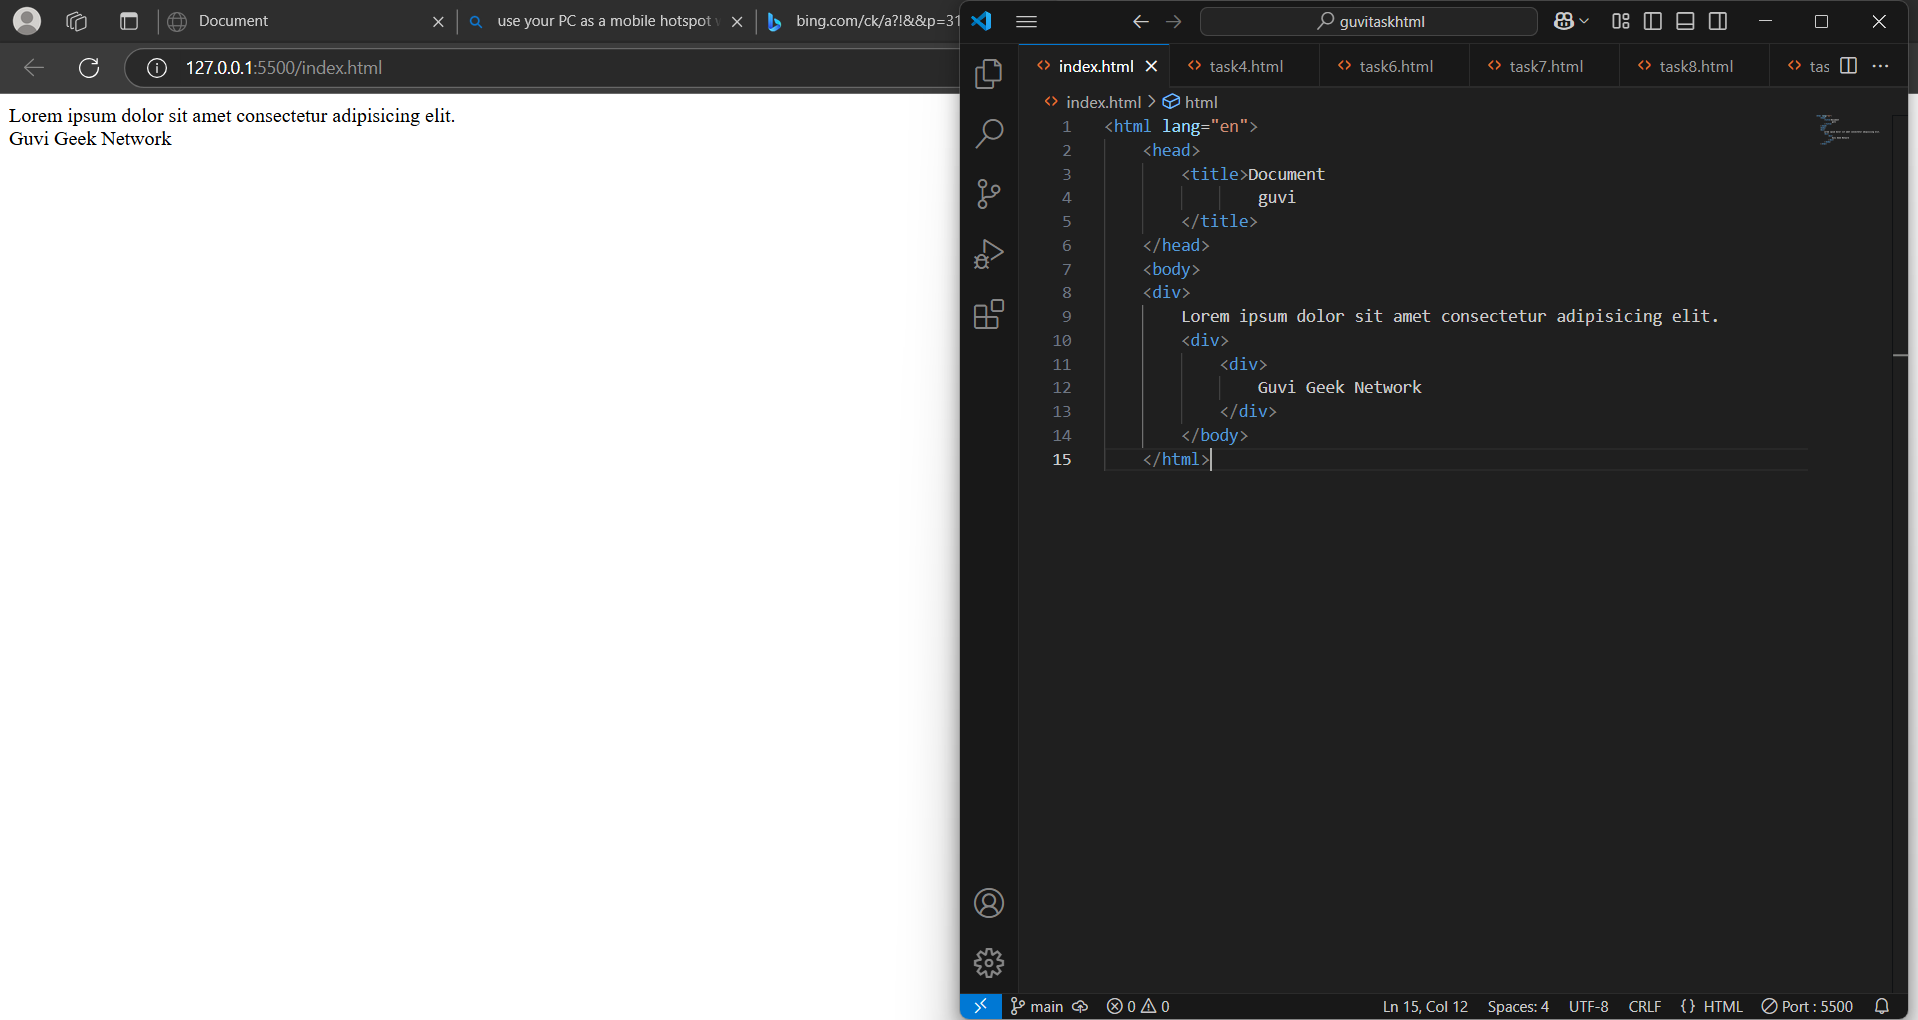 Document
use your PC as a mobile hotspot
bing.com/ck/a?!&&p=31
127.0.0.1:5500/index.html
Lorem ipsum dolor sit amet consectetur adipisicing elit.
Guvi Geek Network
guvitaskhtml
index.html
task4.html
task6.html
task7.html
task8.html
tas
index.html > html
1 <html lang="en">
2 <head>
3 <title>Document
4 guvi
5 </title>
6 </head>
7 <body>
8 <div>
9 Lorem ipsum dolor sit amet consectetur adipisicing elit.
10 <div>
11 <div>
12 Guvi Geek Network
13 </div>
14 </body>
15 </html>
main 0 0 Ln 15, Col 12 Spaces: 4 UTF-8 CRLF {} HTML Port : 5500